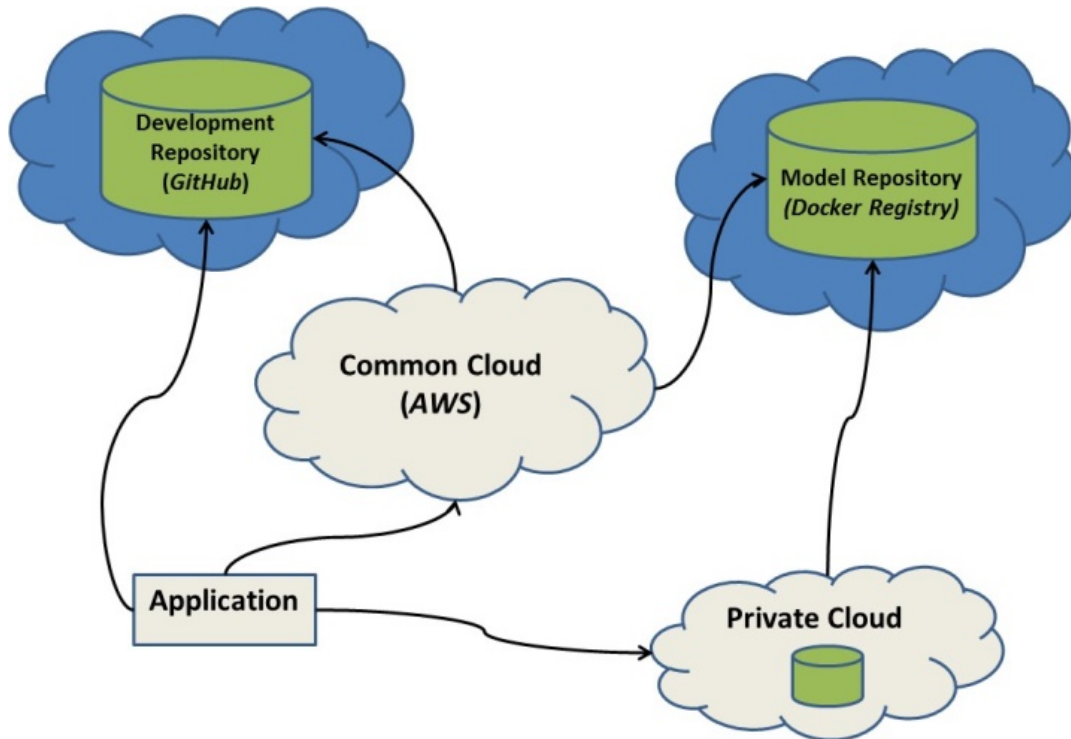 Development
Repository
(GitHub)
Model Repository
(Docker Registry)
Common Cloud
(AWS)
Application
Private Cloud